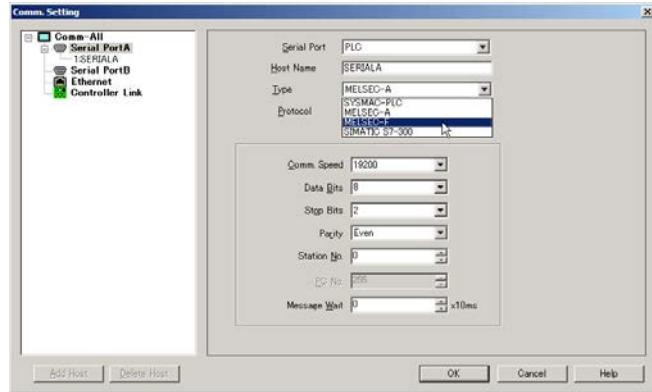 Comm. Setting
Comm-All
Serial PortA
1:SERIALA
Serial PortB
Ethernet
Controller Link
Serial Port PLC
Host Name SERIALA
Type MELSEC-A
SYSMAC-PLC
MELSEC-A
Protocol
MELSEC-F
SIMATIC S7-300
Comm. Speed 19200
Data Bits 8
Stop Bits 2
Parity Even
Station No. 0
PC No. 255
Message Wait 0 x10ms
Add Host Delete Host OK Cancel Help